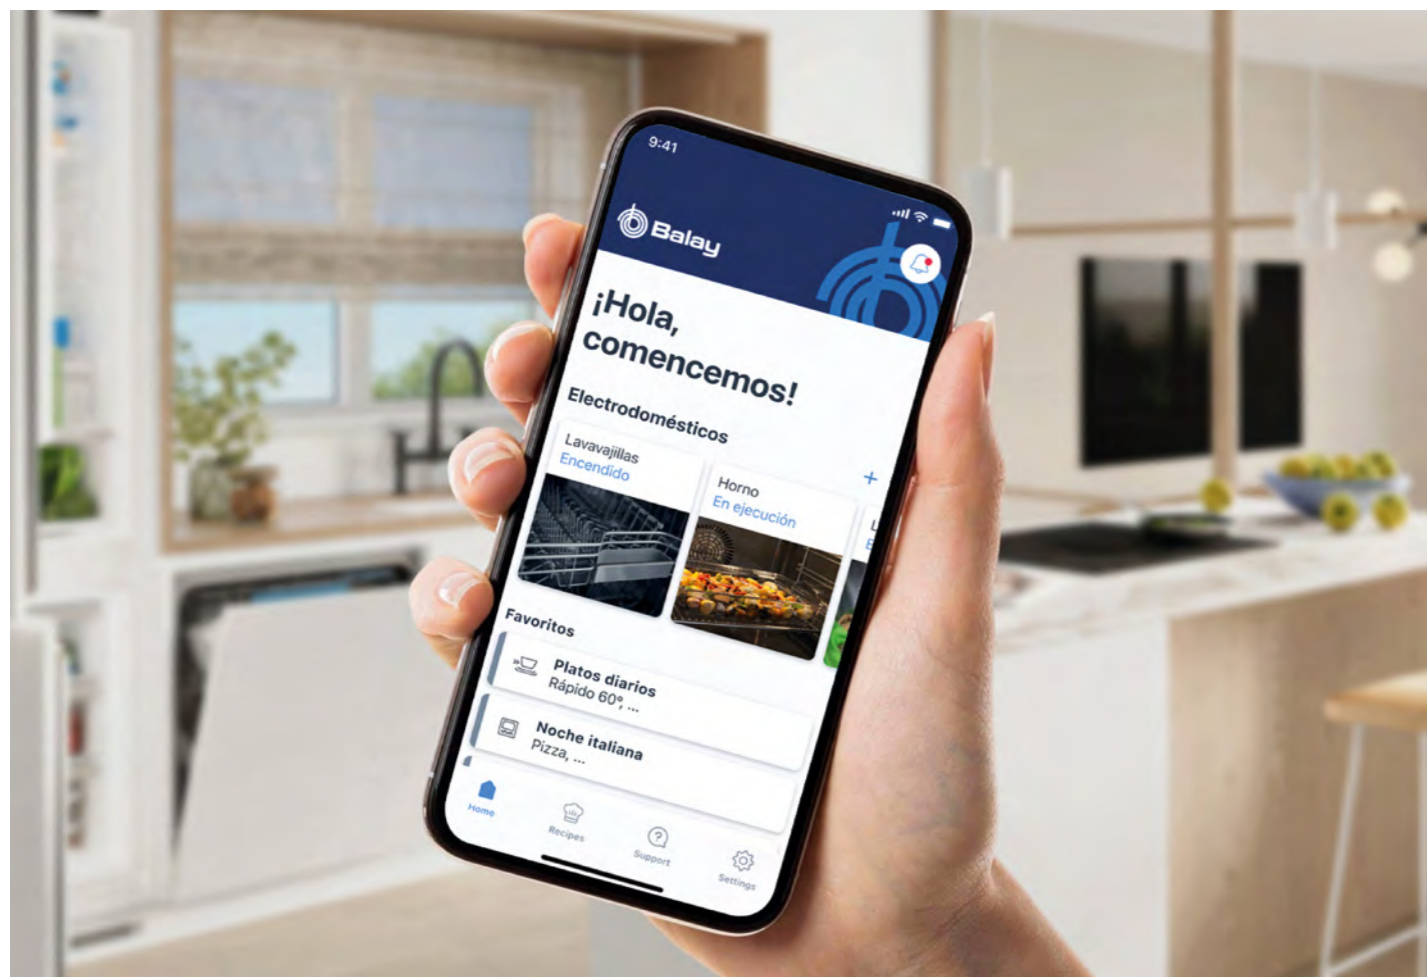 9:41
Balay
¡Hola,
comencemos!
Electrodomésticos
Lavavajillas
Encendido
Horno
En ejecución
Favoritos
Platos diarios
Rápido 60°, ...
Noche italiana
Pizza, ...
Home
Recipes
Support
Settings